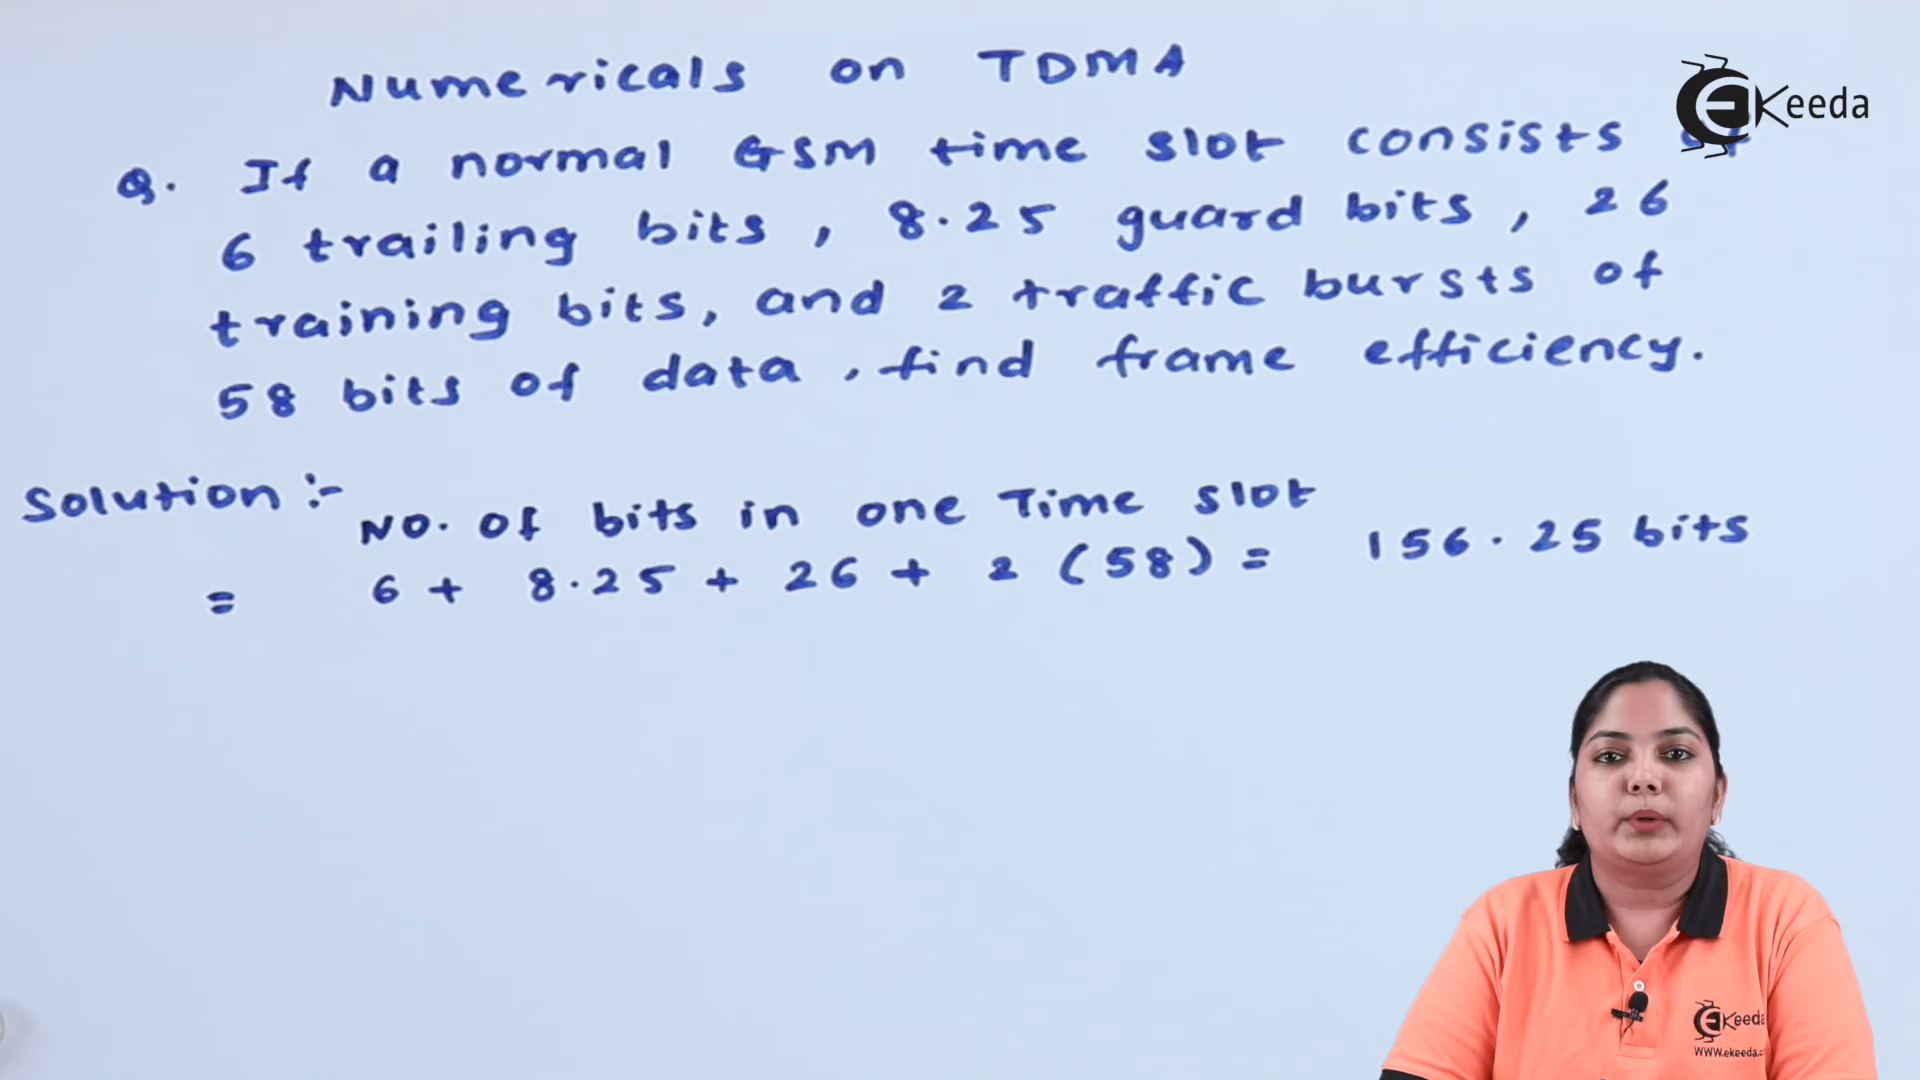 Numericals on TDMA
Keeda
Q. If a normal GSM time slot consists of
6 trailing bits, 8.25 guard bits, 26
training bits, and 2 traffic bursts of
58 bits of data, find frame efficiency.
Solution :-
No. of bits in one Time slot
= 6 + 8.25 + 26 + 2 (58) = 156.25 bits
Keeda